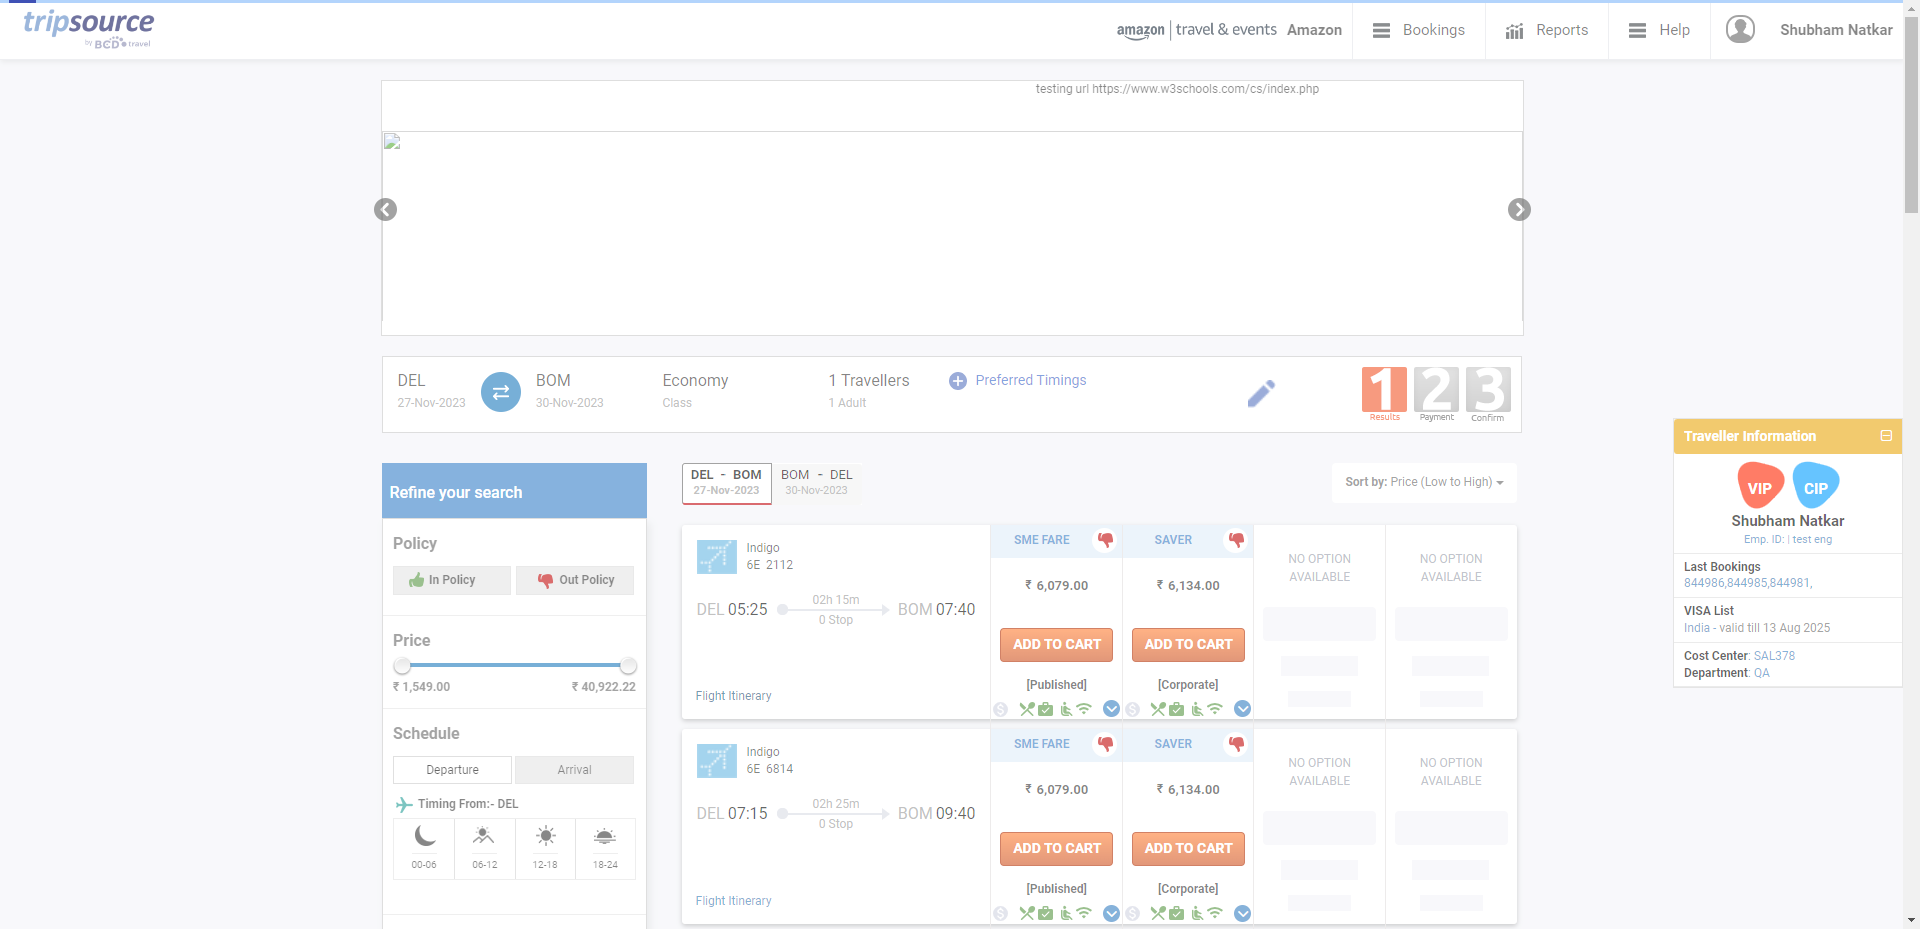 tripsource
by BCD travel
amazon | travel & events Amazon
Bookings
Reports
Help
Shubham Natkar
testing url https://www.w3schools.com/cs/index.php
DEL
27-Nov-2023
BOM
30-Nov-2023
Economy
Class
1 Travellers
1 Adult
Preferred Timings
1
Results
2
Payment
3
Confirm
Traveller Information
VIP
CIP
Shubham Natkar
Emp. ID: | test eng
Last Bookings
844986,844985,844981,
VISA List
India - valid till 13 Aug 2025
Cost Center: SAL378
Department: QA
Refine your search
Policy
In Policy
Out Policy
Price
₹ 1,549.00
₹ 40,922.22
Schedule
Departure
Arrival
Timing From:- DEL
00-06
06-12
12-18
18-24
DEL - BOM
27-Nov-2023
BOM - DEL
30-Nov-2023
Sort by: Price (Low to High)
Indigo
6E 2112
DEL 05:25
02h 15m
0 Stop
BOM 07:40
Flight Itinerary
SME FARE
₹ 6,079.00
ADD TO CART
[Published]
SAVER
₹ 6,134.00
ADD TO CART
[Corporate]
NO OPTION
AVAILABLE
NO OPTION
AVAILABLE
Indigo
6E 6814
DEL 07:15
02h 25m
0 Stop
BOM 09:40
Flight Itinerary
SME FARE
₹ 6,079.00
ADD TO CART
[Published]
SAVER
₹ 6,134.00
ADD TO CART
[Corporate]
NO OPTION
AVAILABLE
NO OPTION
AVAILABLE